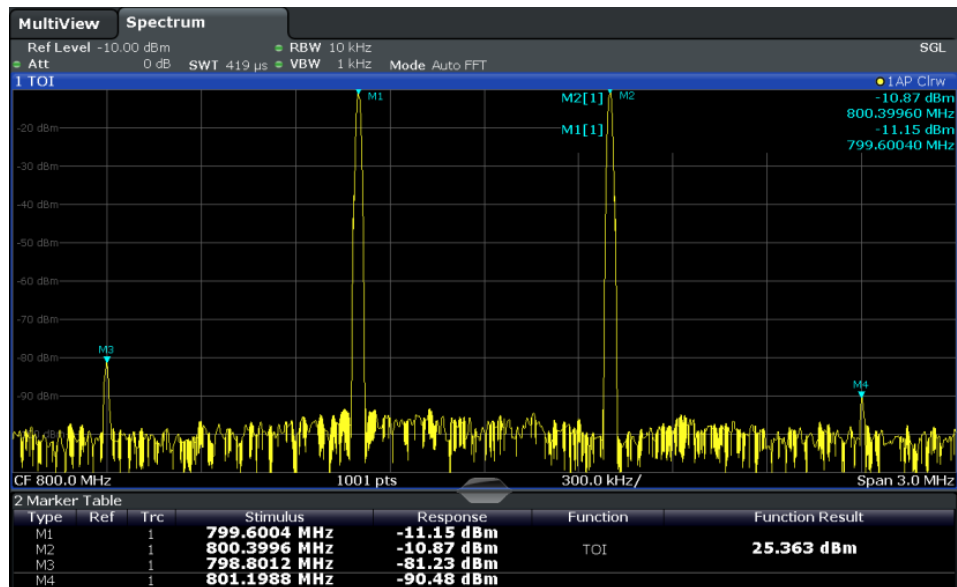 MultiView Spectrum
Ref Level -10.00 dBm RBW 10 kHz SGL
Att 0 dB SWT 419 µs VBW 1 kHz Mode Auto FFT
1 TOI 1AP Clrw
M1 M2[1] M2 -10.87 dBm
800.39960 MHz
-20 dBm M1[1] -11.15 dBm
799.60040 MHz
-30 dBm
-40 dBm
-50 dBm
-60 dBm
-70 dBm
M3
-80 dBm
M4
-90 dBm
CF 800.0 MHz 1001 pts 300.0 kHz/ Span 3.0 MHz
2 Marker Table
Type Ref Trc Stimulus Response Function Function Result
M1 1 799.6004 MHz -11.15 dBm
M2 1 800.3996 MHz -10.87 dBm TOI 25.363 dBm
M3 1 798.8012 MHz -81.23 dBm
M4 1 801.1988 MHz -90.48 dBm